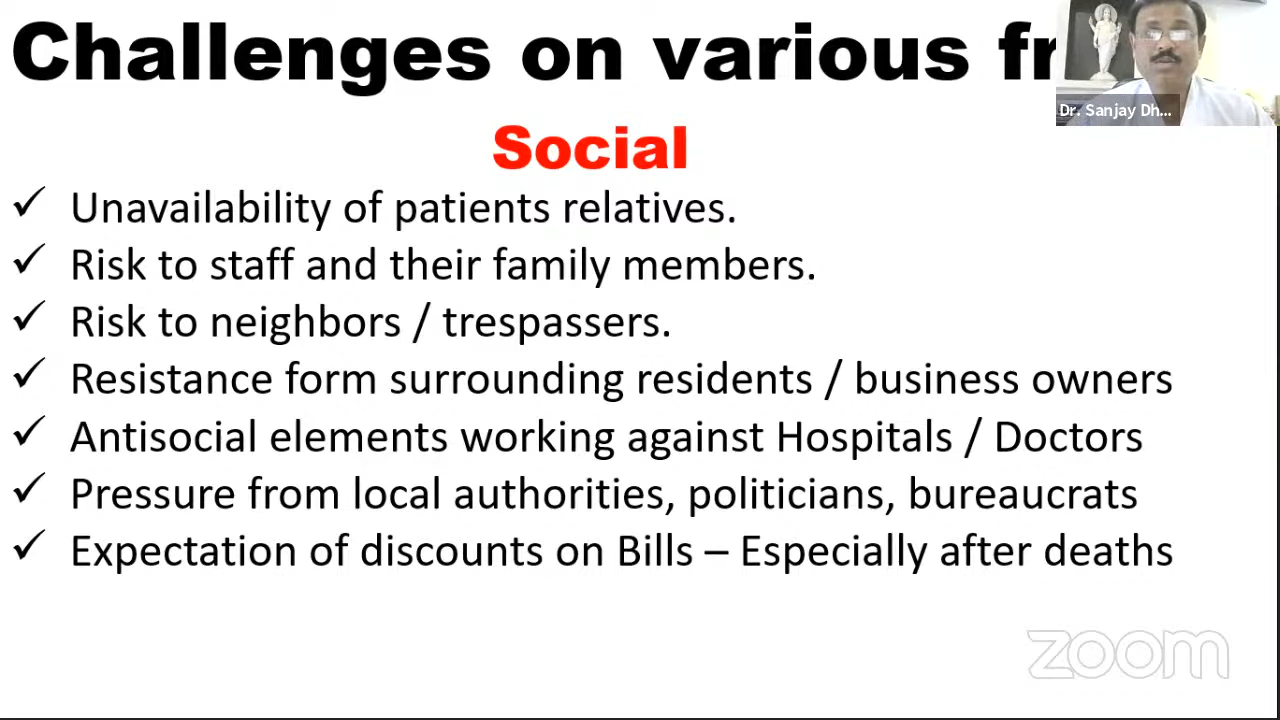 Challenges on various fr
Dr. Sanjay Dh...
Social
✓ Unavailability of patients relatives.
✓ Risk to staff and their family members.
✓ Risk to neighbors / trespassers.
✓ Resistance form surrounding residents / business owners
✓ Antisocial elements working against Hospitals / Doctors
✓ Pressure from local authorities, politicians, bureaucrats
✓ Expectation of discounts on Bills – Especially after deaths
zoom